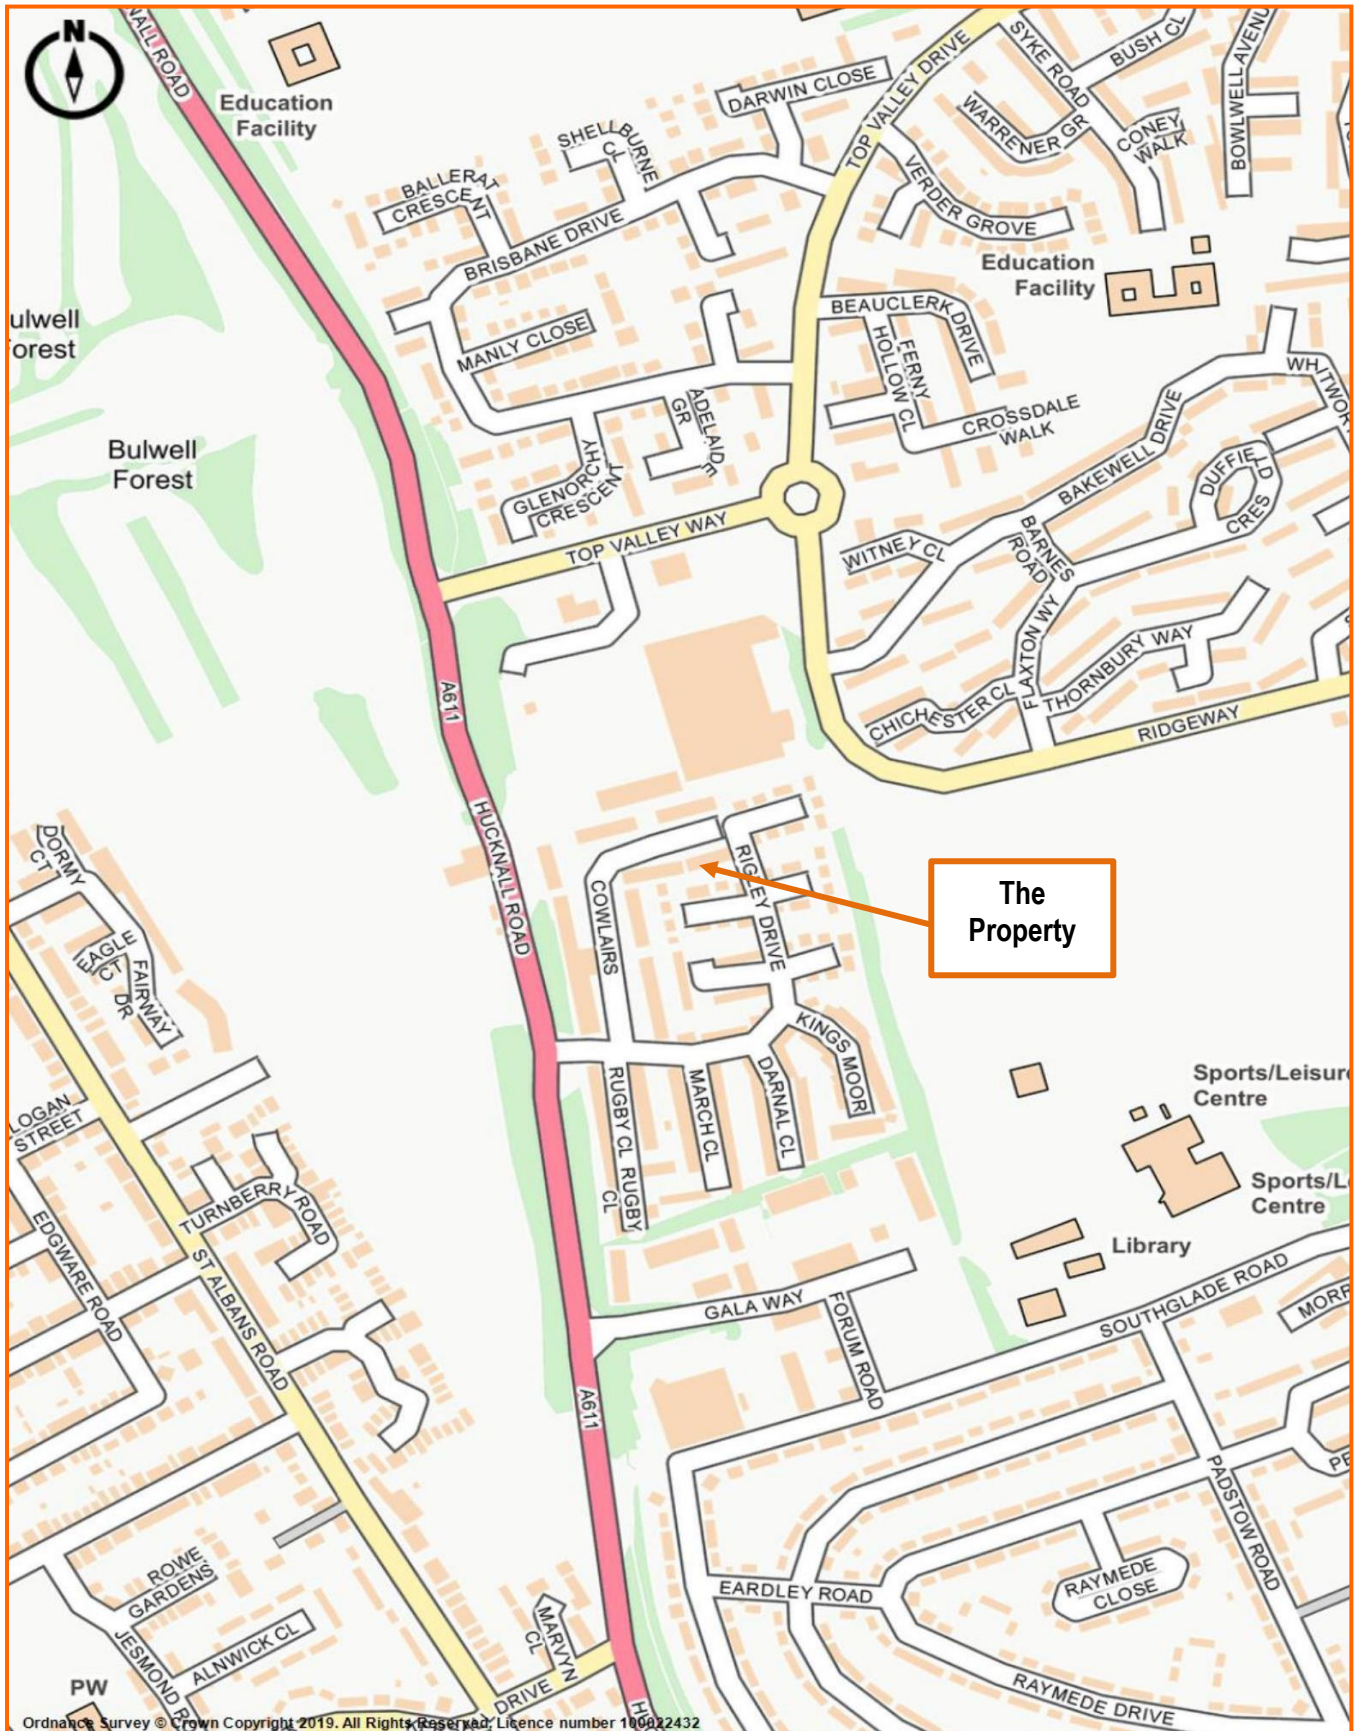 N
NALL ROAD
Education
Facility
DARWIN CLOSE
TOP VALLEY DRIVE
SYKE ROAD
BUSH CL
BOWLWELL AVENU
WARRENER GR
CONEY
WALK
SHELLBURNE
CL
BALLERAT
CRESCENT
VERDER GROVE
BRISBANE DRIVE
Education
Facility
ulwell
orest
BEAUCLERK DRIVE
MANLY CLOSE
FERNY
HOLLOW CL
WHITWOR
ADELAIDE
GR
CROSSDALE
WALK
BAKEWELL DRIVE
Bulwell
Forest
GLENORCHY
CRESCENT
DUFFIELD
CRES
TOP VALLEY WAY
BARNES
ROAD
WITNEY CL
FLAXTON WY
THORNBURY WAY
A611
CHICHESTER CL
RIDGEWAY
HUCKNALL ROAD
DORMY
CT
RIGLEY DRIVE
The
Property
COWLAIRS
EAGLE
CT
FAIRWAY
DR
KINGS MOOR
LOGAN
STREET
RUGBY CL
MARCH CL
DARNAL CL
Sports/Leisure
Centre
RUGBY
CL
Sports/L
Centre
TURNBERRY ROAD
EDGWARE ROAD
ST ALBANS ROAD
Library
GALA WAY
FORUM ROAD
SOUTHGLADE ROAD
MORR
A611
PADSTOW ROAD
PE
ROWE
GARDENS
EARDLEY ROAD
RAYMEDE
CLOSE
MARVYN
CL
JESMOND R
ALNWICK CL
PW
DRIVE
RAYMEDE DRIVE
HU
Ordnance Survey © Crown Copyright 2019. All Rights Reserved. Licence number 100022432